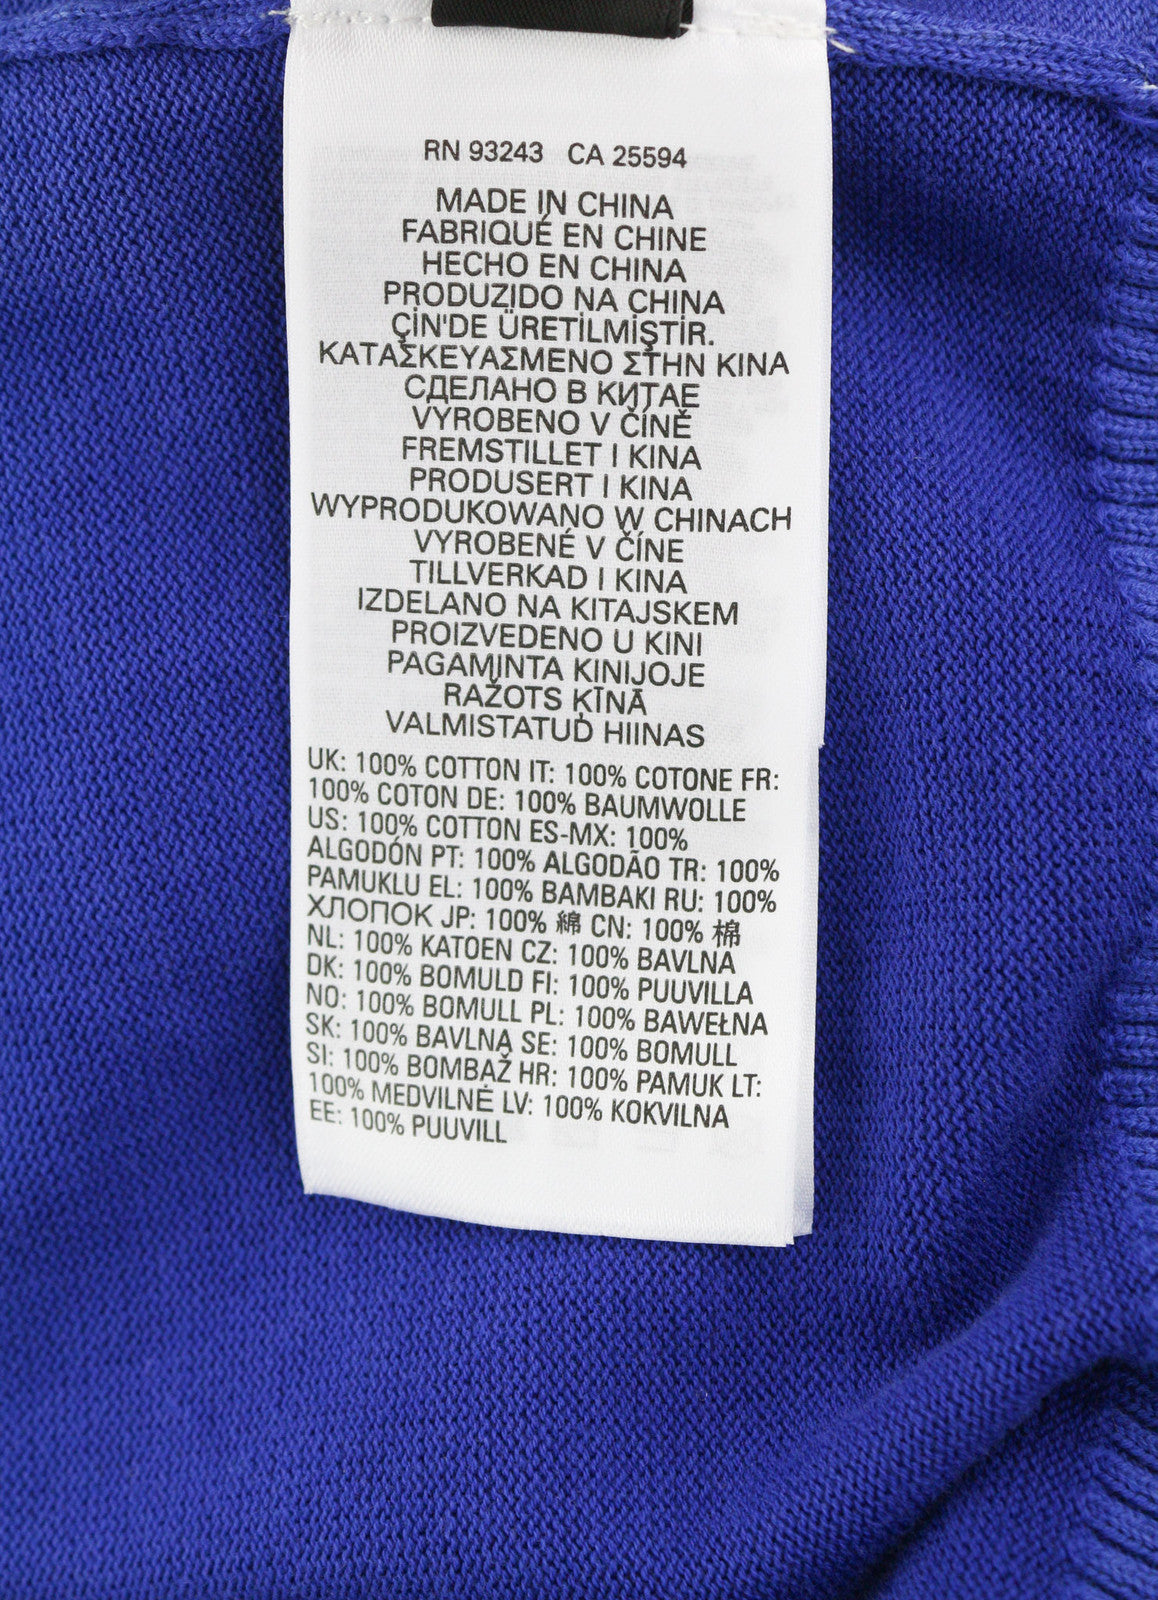 RN 93243 CA 25594
MADE IN CHINA
FABRIQUÉ EN CHINE
HECHO EN CHINA
PRODUZIDO NA CHINA
ÇİN'DE ÜRETİLMİŞTİR.
ΚΑΤΑΣΚΕΥΑΣΜΕΝΟ ΣΤΗΝ ΚΙΝΑ
СДЕЛАНО В КИТАЕ
VYROBENO V ČÍNĚ
FREMSTILLET I KINA
PRODUSERT I KINA
WYPRODUKOWANO W CHINACH
VYROBENÉ V ČÍNE
TILLVERKAD I KINA
IZDELANO NA KITAJSKEM
PROIZVEDENO U KINI
PAGAMINTA KINIJOJE
RAŽOTS ĶĪNĀ
VALMISTATUD HIINAS
UK: 100% COTTON IT: 100% COTONE FR:
100% COTON DE: 100% BAUMWOLLE
US: 100% COTTON ES-MX: 100%
ALGODÓN PT: 100% ALGODÃO TR: 100%
PAMUKLU EL: 100% ΒΑΜΒΑΚΙ RU: 100%
ХЛОПОК JP: 100% 綿 CN: 100% 棉
NL: 100% KATOEN CZ: 100% BAVLNA
DK: 100% BOMULD FI: 100% PUUVILLA
NO: 100% BOMULL PL: 100% BAWEŁNA
SK: 100% BAVLNA SE: 100% BOMULL
SI: 100% BOMBAŽ HR: 100% PAMUK LT:
100% MEDVILNĖ LV: 100% KOKVILNA
EE: 100% PUUVILL